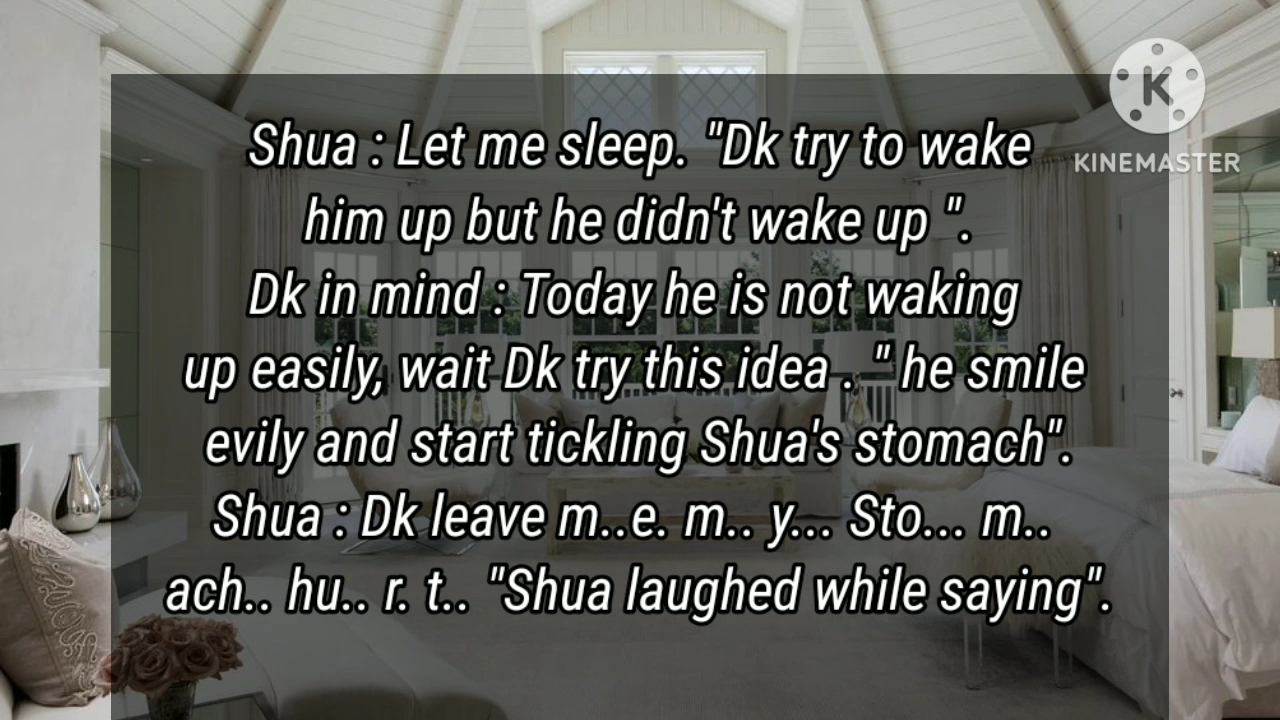 Shua : Let me sleep. "Dk try to wake
him up but he didn't wake up ".
Dk in mind : Today he is not waking
up easily, wait Dk try this idea . " he smile
evily and start tickling Shua's stomach".
Shua : Dk leave m..e. m.. y... Sto... m..
ach.. hu.. r. t.. "Shua laughed while saying".
K
KINEMASTER